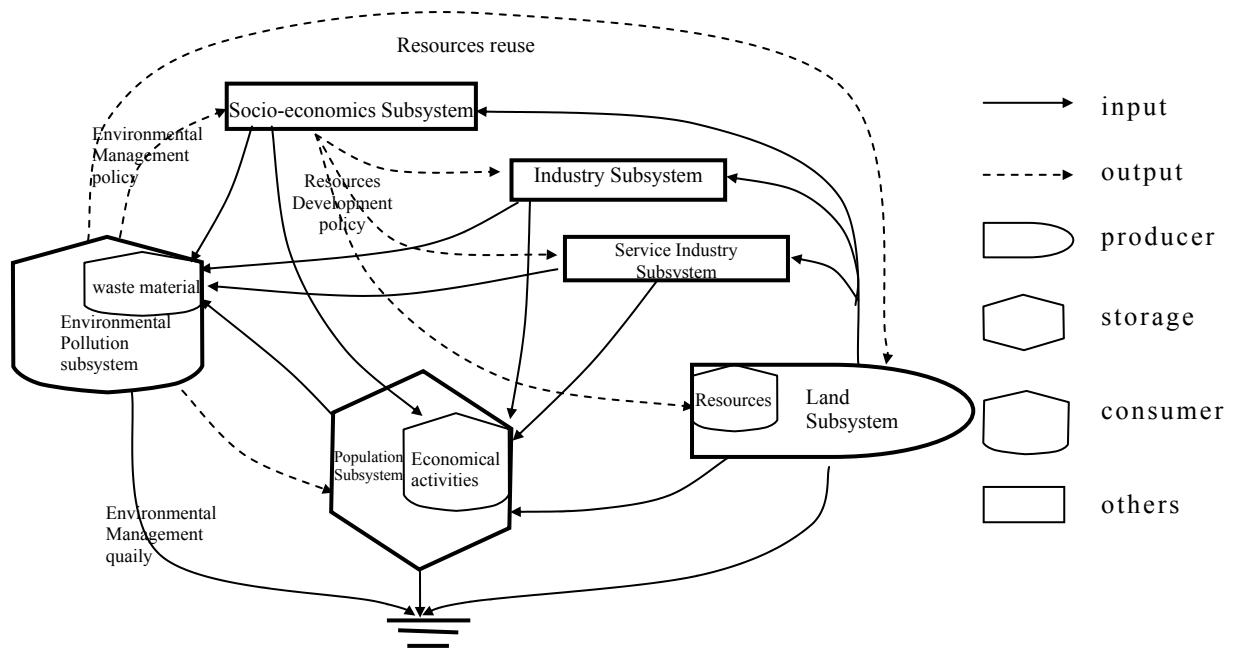 Resources reuse
Socio-economics Subsystem
Environmental
Management
policy
Resources
Development
policy
Industry Subsystem
Service Industry
Subsystem
waste material
Environmental
Pollution
subsystem
Population
Subsystem
Economical
activities
Resources
Land
Subsystem
Environmental
Management
quaily
input
output
producer
storage
consumer
others